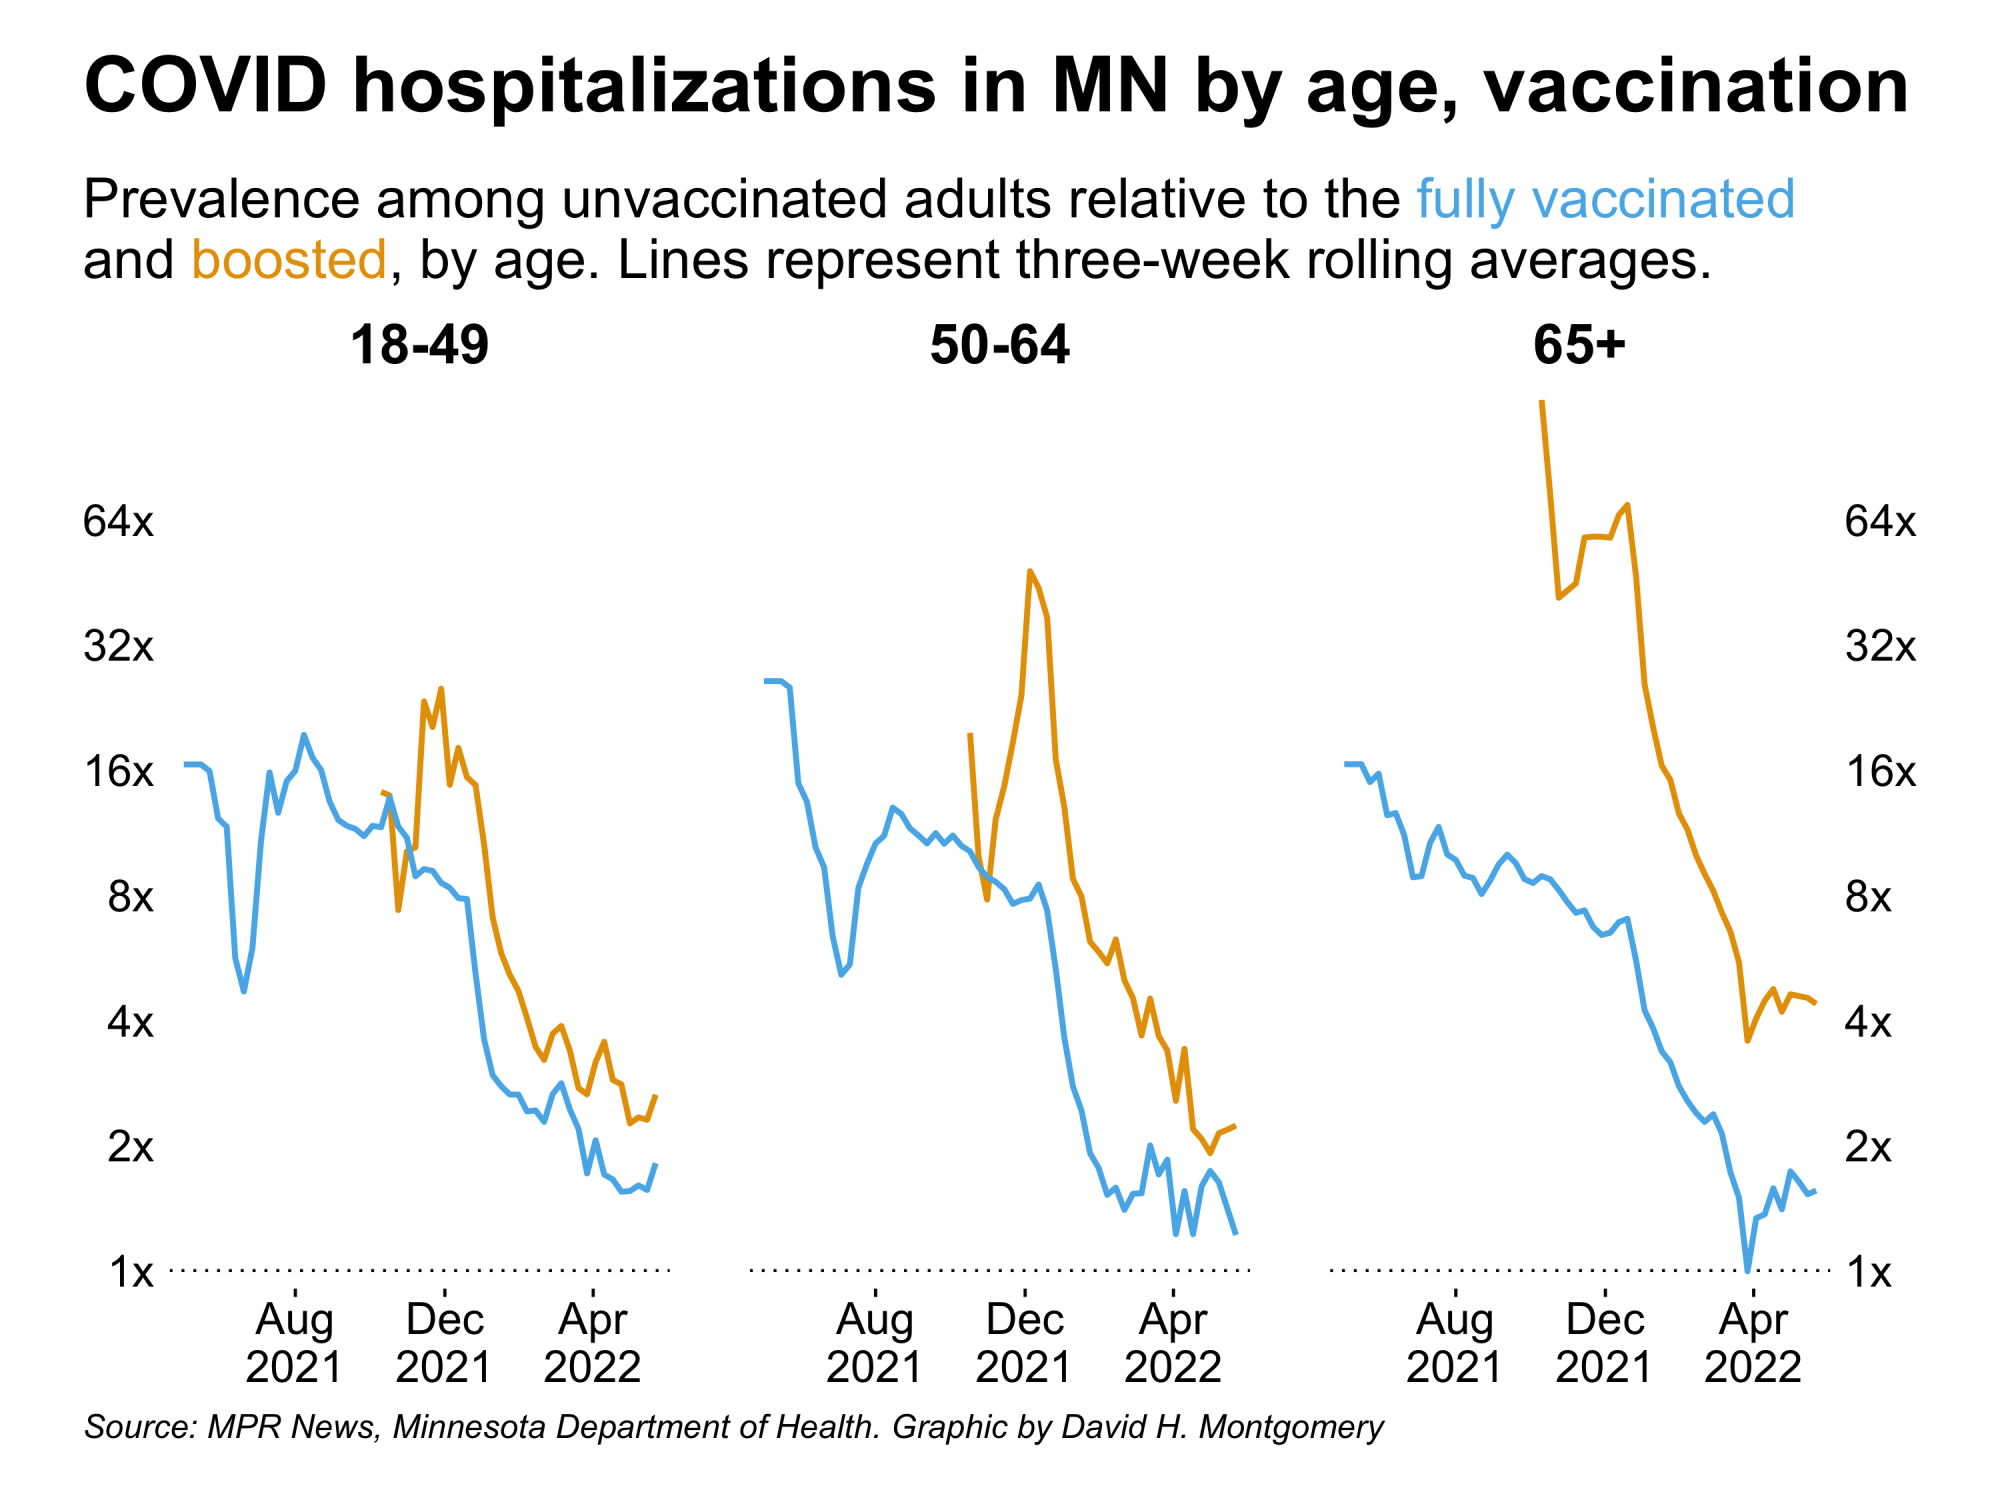 COVID hospitalizations in MN by age, vaccination
Prevalence among unvaccinated adults relative to the fully vaccinated
and boosted, by age. Lines represent three-week rolling averages.
18-49
50-64
65+
64x
32x
16x
8x
4x
2x
1x
64x
32x
16x
8x
4x
2x
1x
Aug
2021
Dec
2021
Apr
2022
Aug
2021
Dec
2021
Apr
2022
Aug
2021
Dec
2021
Apr
2022
Source: MPR News, Minnesota Department of Health. Graphic by David H. Montgomery